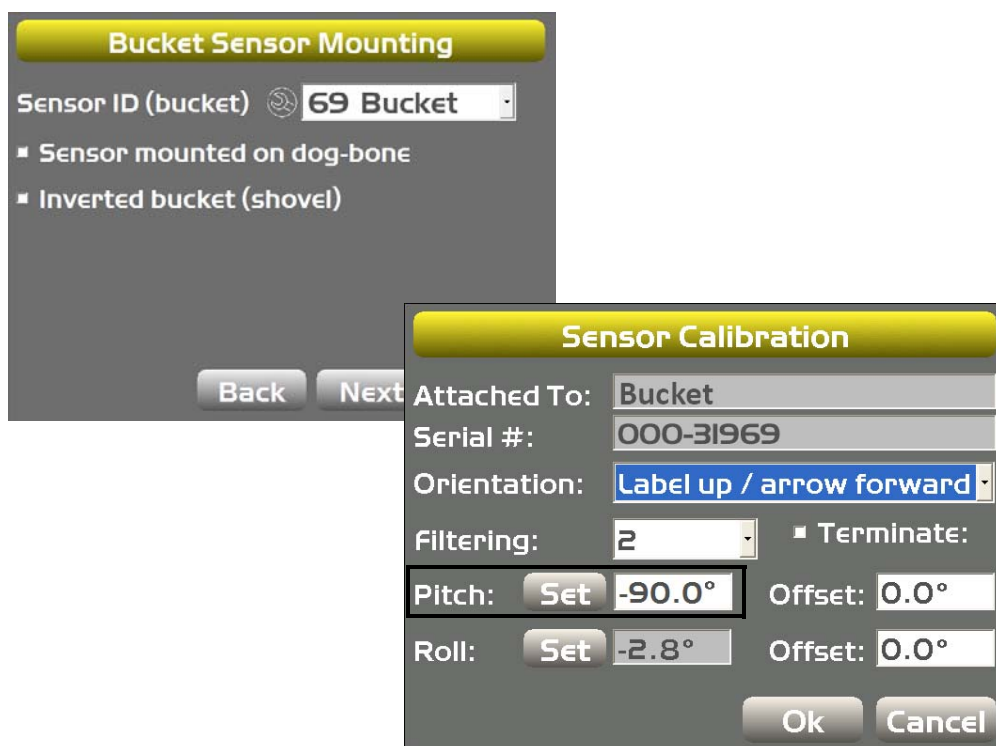 Bucket Sensor Mounting
Sensor ID (bucket) 69 Bucket
Sensor mounted on dog-bone
Inverted bucket (shovel)
Back Next
Sensor Calibration
Attached To: Bucket
Serial #: 000-31969
Orientation: Label up / arrow forward
Filtering: 2 Terminate:
Pitch: Set -90.0° Offset: 0.0°
Roll: Set -2.8° Offset: 0.0°
Ok Cancel